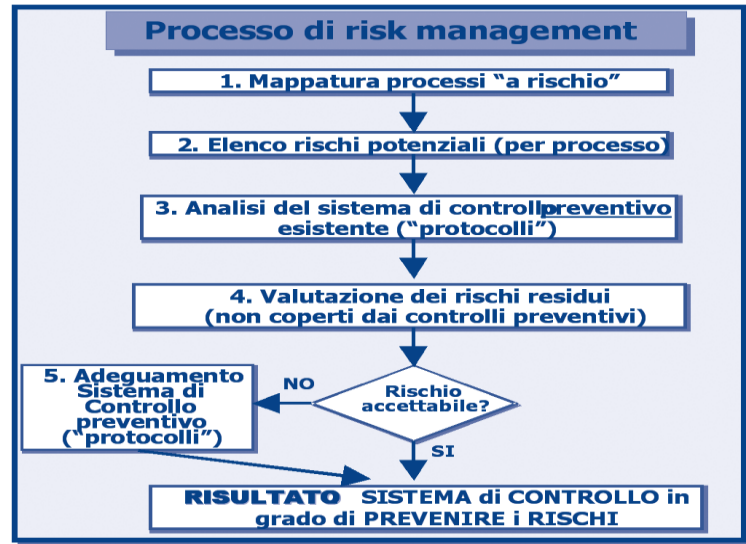 Processo di risk management
1. Mappatura processi “a rischio”
2. Elenco rischi potenziali (per processo)
3. Analisi del sistema di controllo preventivo
esistente (“protocolli”)
4. Valutazione dei rischi residui
(non coperti dai controlli preventivi)
5. Adeguamento
Sistema di
Controllo
preventivo
(“protocolli”)
NO
Rischio
accettabile?
SI
RISULTATO SISTEMA di CONTROLLO in
grado di PREVENIRE i RISCHI